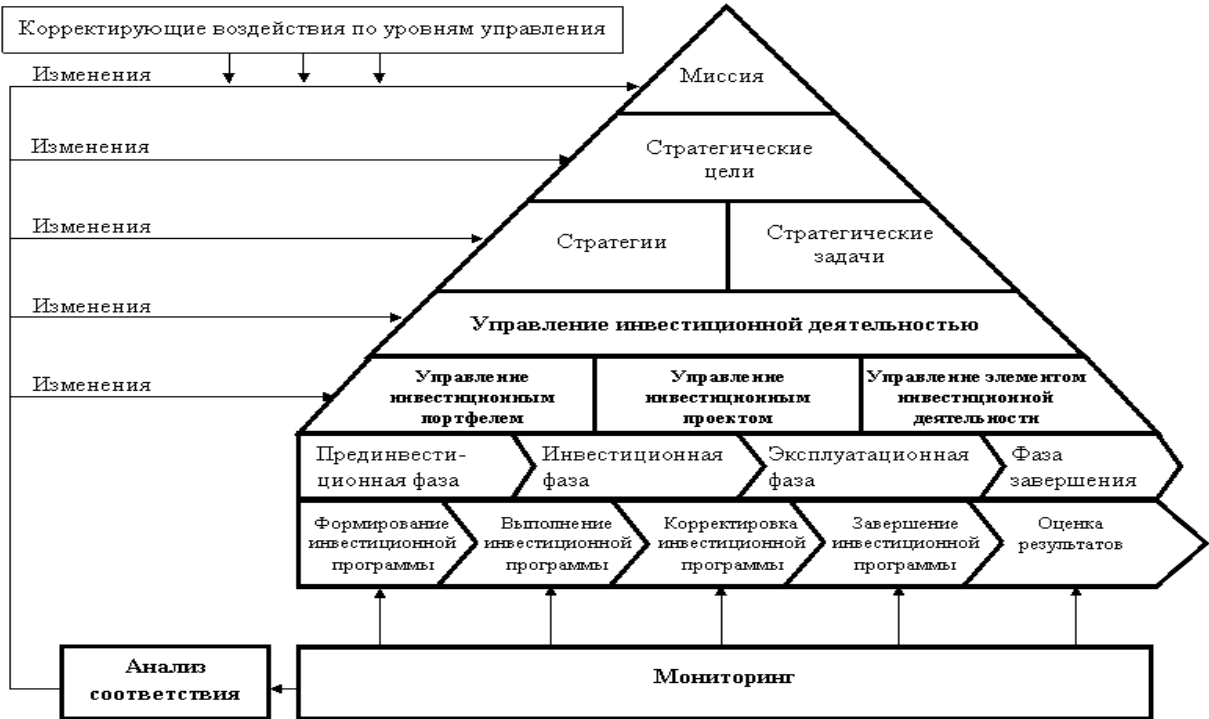 Корректирующие воздействия по уровням управления
Изменения
Миссия
Изменения
Стратегические
цели
Изменения
Стратегии
Стратегические
задачи
Изменения
Управление инвестиционной деятельностью
Изменения
Управление
инвестиционным
портфелем
Управление
инвестиционным
проектом
Управление элементом
инвестиционной
деятельности
Прединвести-
ционная фаза
Инвестиционная
фаза
Эксплуатационная
фаза
Фаза
завершения
Формирование
инвестиционной
программы
Выполнение
инвестиционной
программы
Корректировка
инвестиционной
программы
Завершение
инвестиционной
программы
Оценка
результатов
Анализ
соответствия
Мониторинг